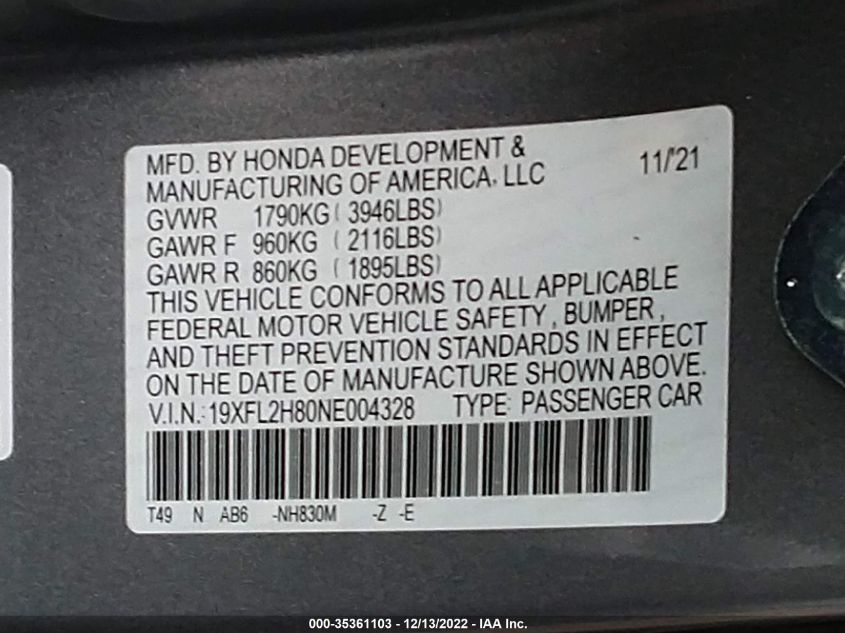 MFD. BY HONDA DEVELOPMENT & 11/'21
MANUFACTURING OF AMERICA, LLC
GVWR 1790KG ( 3946LBS)
GAWR F 960KG ( 2116LBS)
GAWR R 860KG ( 1895LBS)
THIS VEHICLE CONFORMS TO ALL APPLICABLE
FEDERAL MOTOR VEHICLE SAFETY , BUMPER ,
AND THEFT PREVENTION STANDARDS IN EFFECT
ON THE DATE OF MANUFACTURE SHOWN ABOVE.
V.I.N.: 19XFL2H80NE004328 TYPE: PASSENGER CAR
T49 N AB6 -NH830M -Z -E
000-35361103 - 12/13/2022 - IAA Inc.